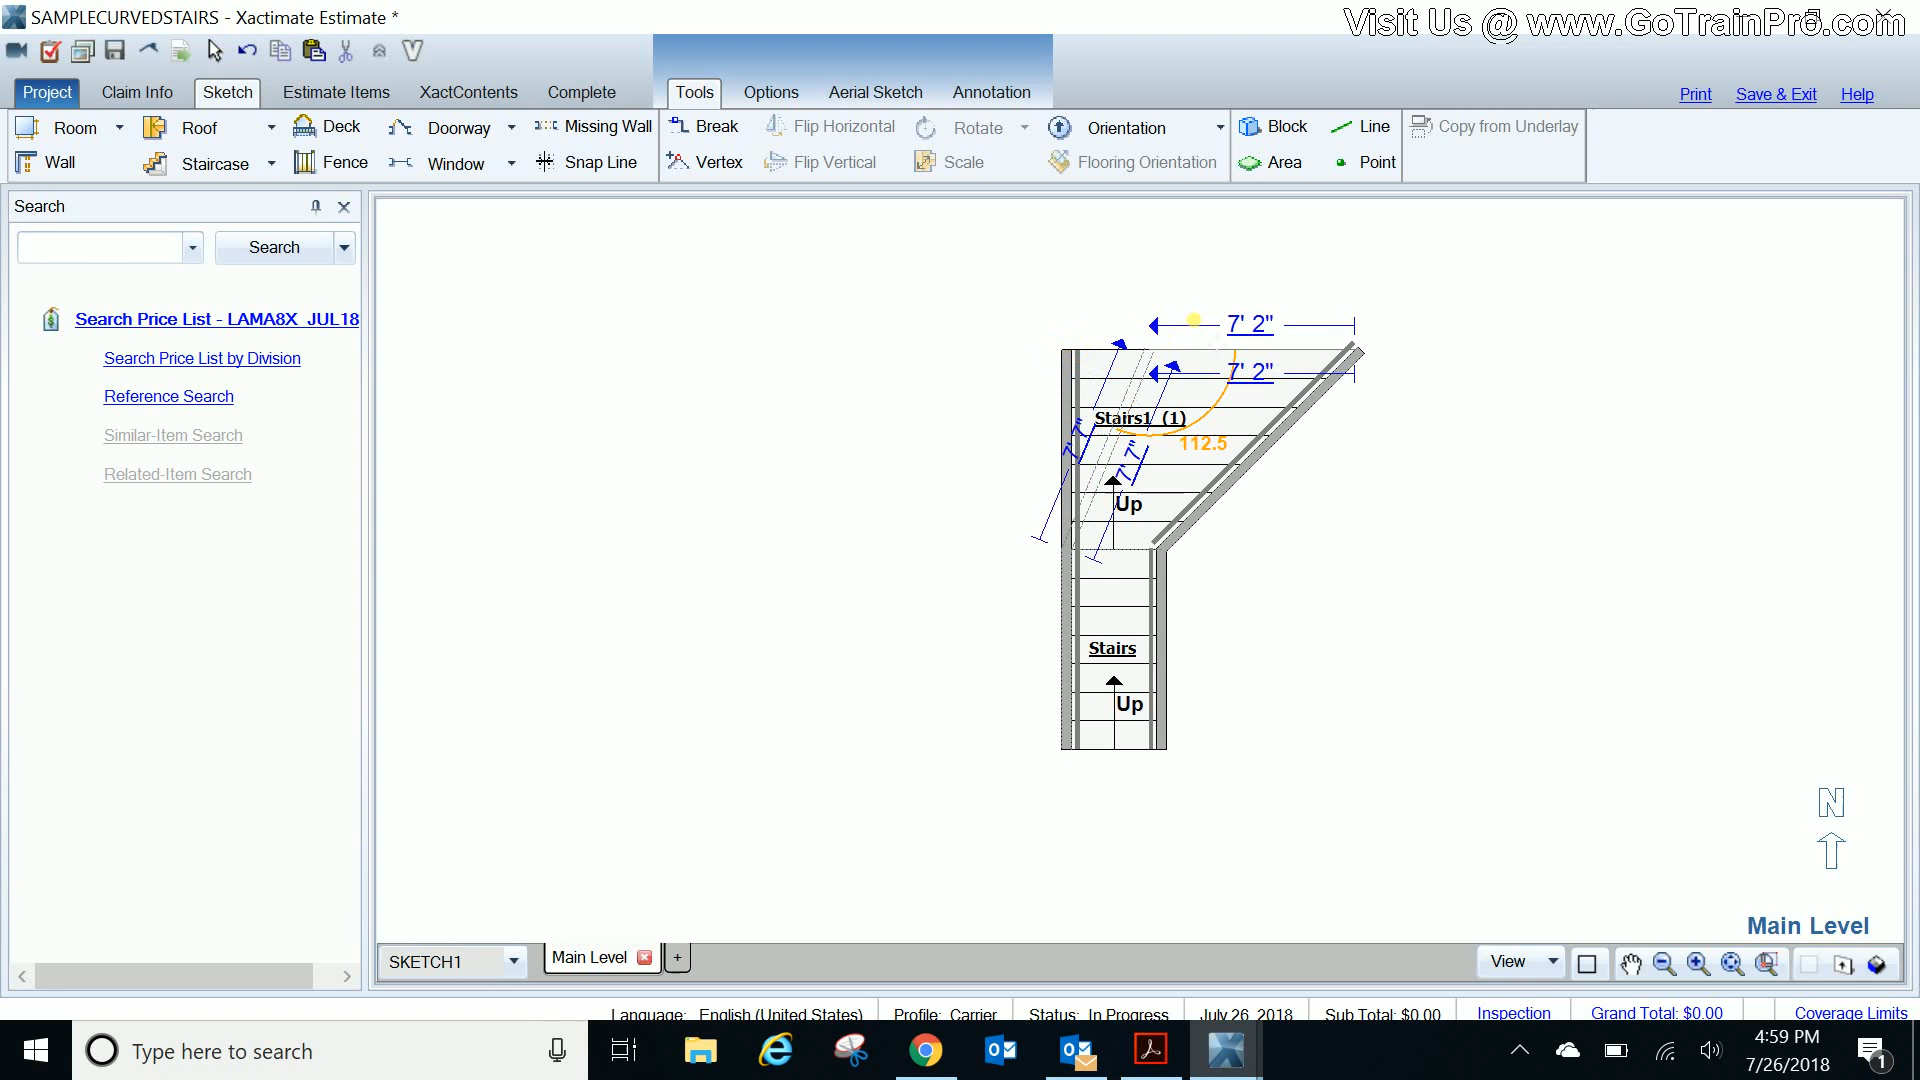 SAMPLECURVEDSTAIRS - Xactimate Estimate *
Visit Us @ www.GoTrainPro.com
Project Claim Info Sketch Estimate Items XactContents Complete Tools Options Aerial Sketch Annotation Print Save & Exit Help
Room Roof Deck Doorway Missing Wall Break Flip Horizontal Rotate Orientation Block Line Copy from Underlay
Wall Staircase Fence Window Snap Line Vertex Flip Vertical Scale Flooring Orientation Area Point
Search
Search
Search Price List - LAMA8X_JUL18
Search Price List by Division
Reference Search
Similar-Item Search
Related-Item Search
7' 2"
7' 2"
Stairs1 (1)
112.5
7' 7"
7' 7"
Up
Stairs
Up
N
Main Level
SKETCH1 Main Level + View
Language: English (United States) Profile: Carrier Status: In Progress July 26, 2018 Sub Total: $0.00 Inspection Grand Total: $0.00 Coverage Limits
Type here to search
4:59 PM
7/26/2018
1